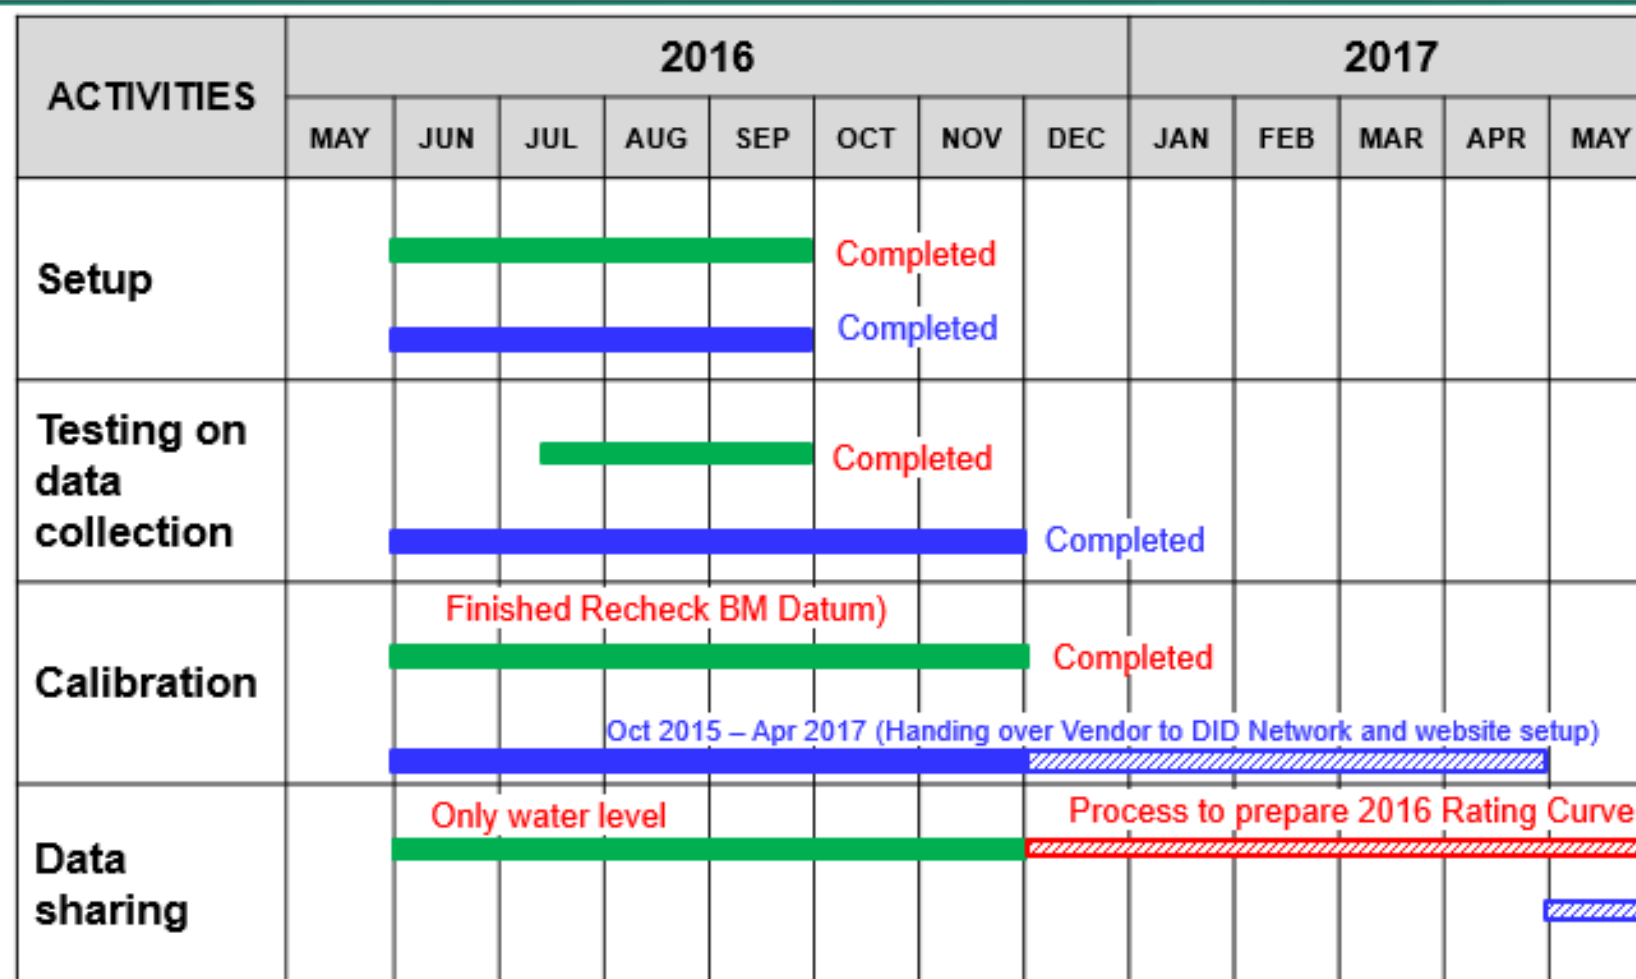 ACTIVITIES
2016
2017
MAY JUN JUL AUG SEP OCT NOV DEC JAN FEB MAR APR MAY
Setup
Completed
Completed
Testing on
data
collection
Completed
Completed
Calibration
Finished Recheck BM Datum)
Completed
Oct 2015 – Apr 2017 (Handing over Vendor to DID Network and website setup)
Data
sharing
Only water level
Process to prepare 2016 Rating Curve